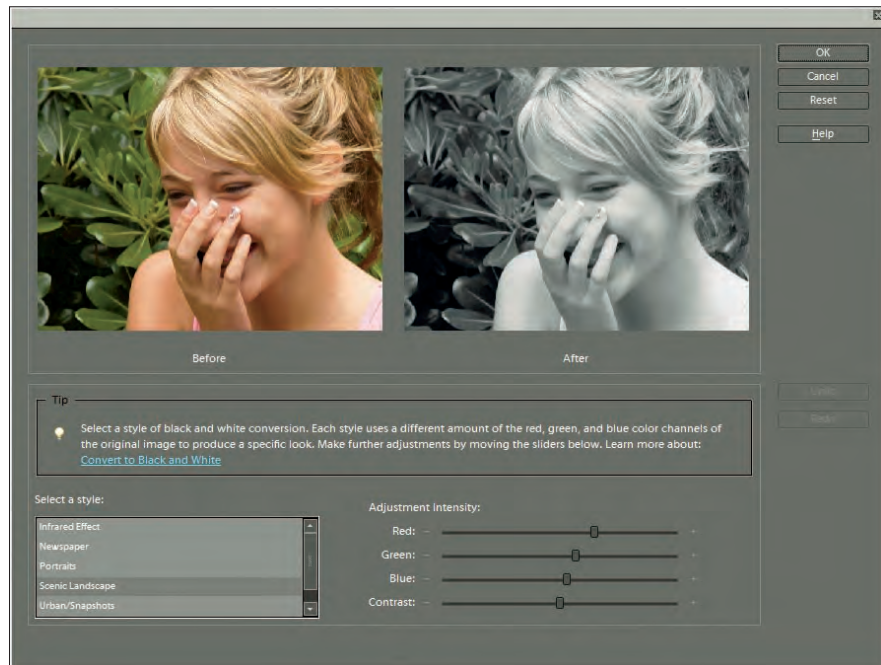 OK
Cancel
Reset
Help
Before
After
Tip
Select a style of black and white conversion. Each style uses a different amount of the red, green, and blue color channels of
the original image to produce a specific look. Make further adjustments by moving the sliders below. Learn more about:
Convert to Black and White
Undo
Redo
Select a style:
Infrared Effect
Newspaper
Portraits
Scenic Landscape
Urban/Snapshots
Adjustment Intensity:
Red:
Green:
Blue:
Contrast: